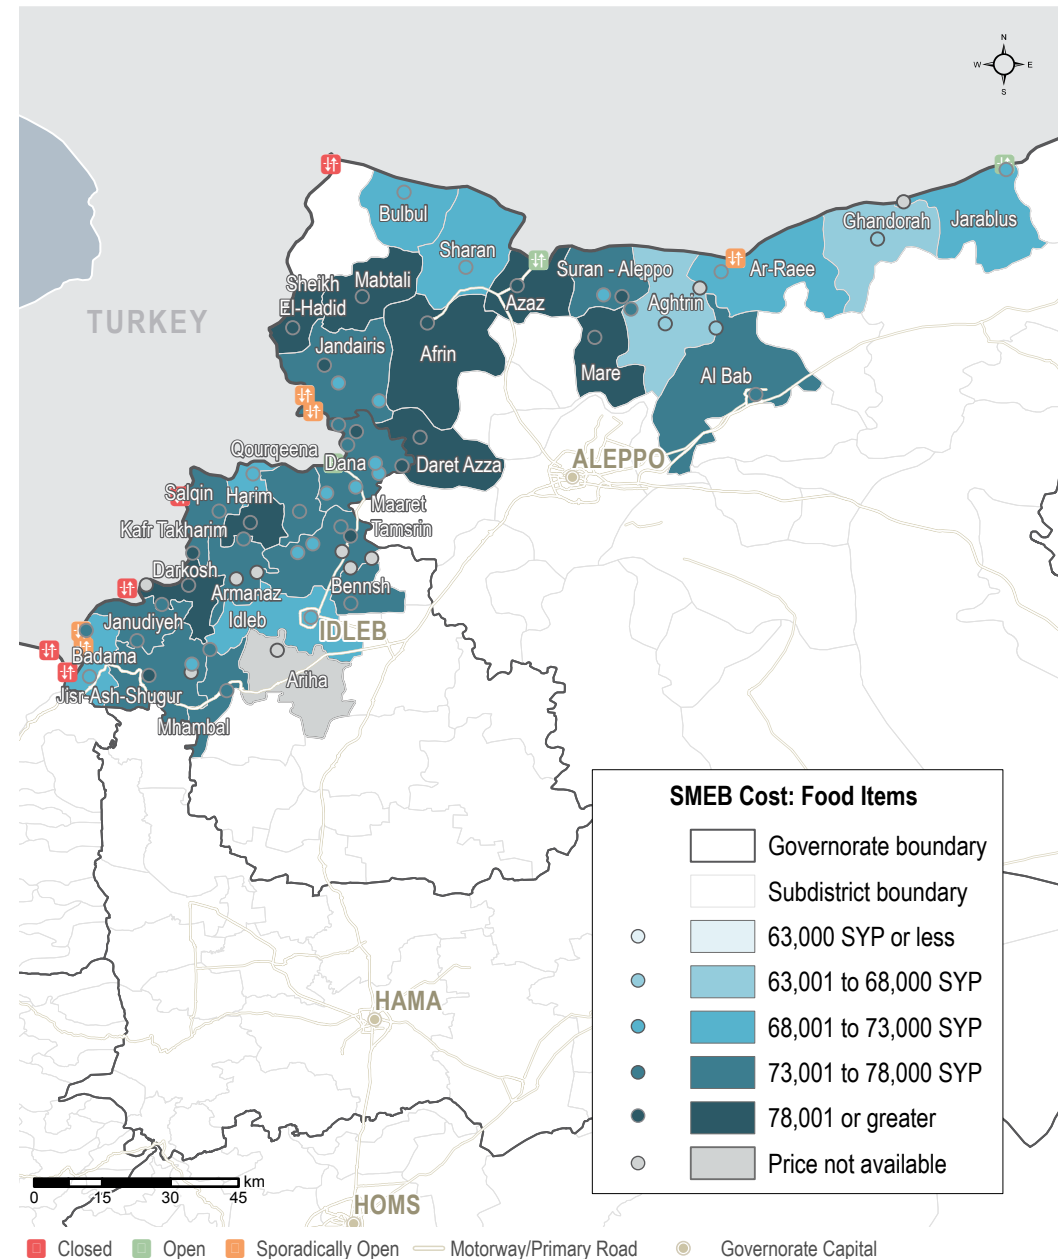 N
W E
S
Bulbul
Ghandorah
Jarablus
Sharan
Suran - Aleppo
Ar-Raee
Mabtali
Sheikh
El-Hadid
Azaz
Aghtrin
TURKEY
Jandairis
Afrin
Mare
Al Bab
Qourqeena
Dana
Daret Azza
ALEPPO
Salqin
Harim
Maaret
Tamsrin
Kafr Takharim
Darkosh
Armanaz
Bennsh
Janudiyeh
Idleb
IDLEB
Badama
Ariha
Jisr-Ash-Shugur
Mhambal
SMEB Cost: Food Items
Governorate boundary
Subdistrict boundary
63,000 SYP or less
63,001 to 68,000 SYP
68,001 to 73,000 SYP
73,001 to 78,000 SYP
78,001 or greater
Price not available
HAMA
HOMS
km
0 15 30 45
Closed Open Sporadically Open Motorway/Primary Road Governorate Capital